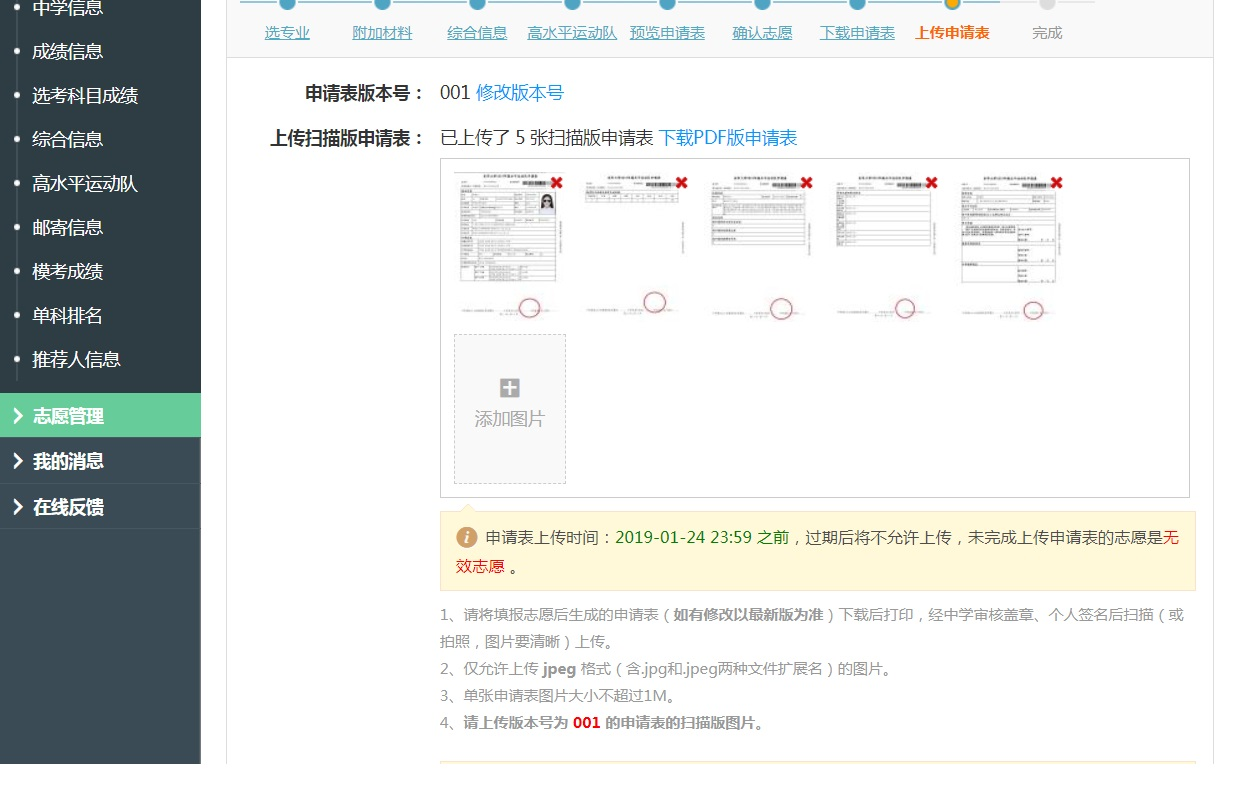 中学信息
成绩信息
选考科目成绩
综合信息
高水平运动队
邮寄信息
模考成绩
单科排名
推荐人信息
志愿管理
我的消息
在线反馈
选专业 附加材料 综合信息 高水平运动队 预览申请表 确认志愿 下载申请表 上传申请表 完成
申请表版本号： 001 修改版本号
上传扫描版申请表： 已上传了 5 张扫描版申请表 下载PDF版申请表
添加图片
i 申请表上传时间：2019-01-24 23:59 之前，过期后将不允许上传，未完成上传申请表的志愿是无
效志愿 。
1、请将填报志愿后生成的申请表（如有修改以最新版为准）下载后打印，经中学审核盖章、个人签名后扫描（或
拍照，图片要清晰）上传。
2、仅允许上传 jpeg 格式（含.jpg和.jpeg两种文件扩展名）的图片。
3、单张申请表图片大小不超过1M。
4、请上传版本号为 001 的申请表的扫描版图片。